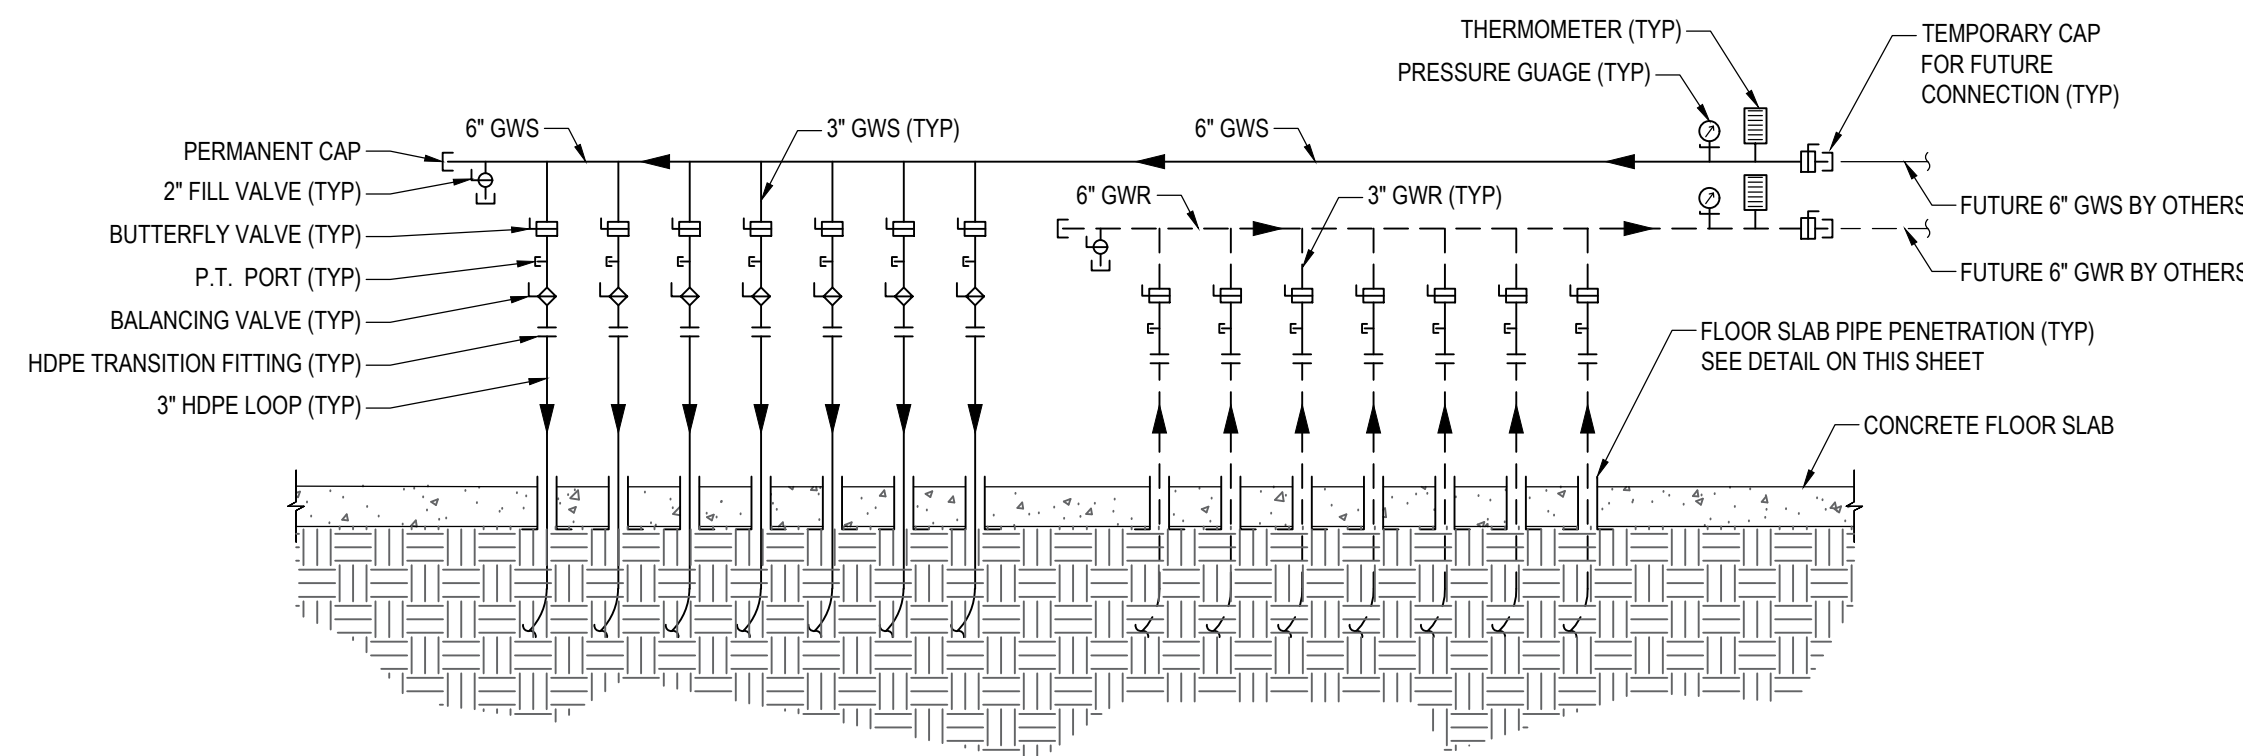 THERMOMETER (TYP)
PRESSURE GUAGE (TYP)
TEMPORARY CAP
FOR FUTURE
CONNECTION (TYP)
6" GWS
3" GWS (TYP)
6" GWS
PERMANENT CAP
2" FILL VALVE (TYP)
BUTTERFLY VALVE (TYP)
P.T. PORT (TYP)
BALANCING VALVE (TYP)
HDPE TRANSITION FITTING (TYP)
3" HDPE LOOP (TYP)
6" GWR
3" GWR (TYP)
FUTURE 6" GWS BY OTHERS
FUTURE 6" GWR BY OTHERS
FLOOR SLAB PIPE PENETRATION (TYP)
SEE DETAIL ON THIS SHEET
CONCRETE FLOOR SLAB